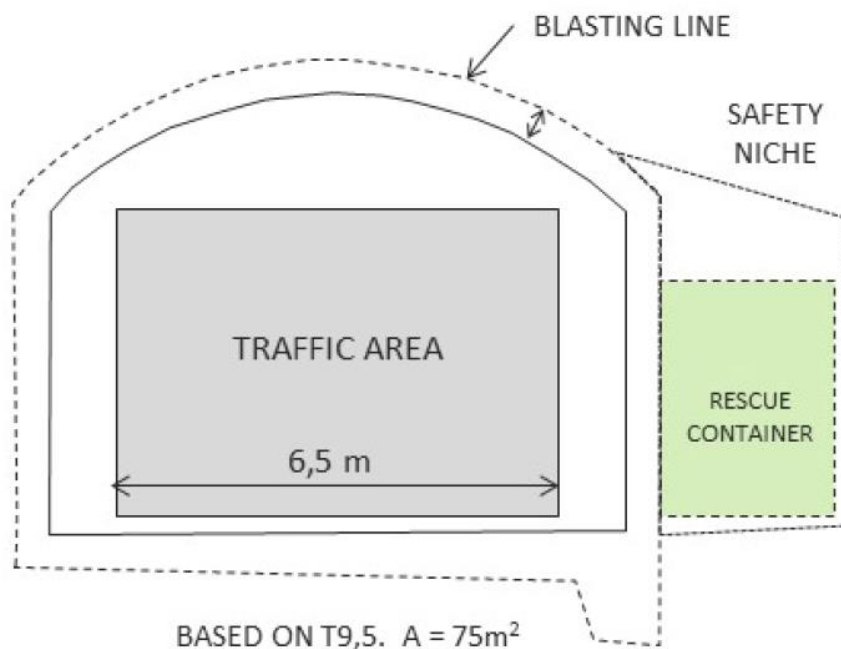 BLASTING LINE
SAFETY
NICHE
TRAFFIC AREA
RESCUE
CONTAINER
6,5 m
BASED ON T9,5. A = 75m²